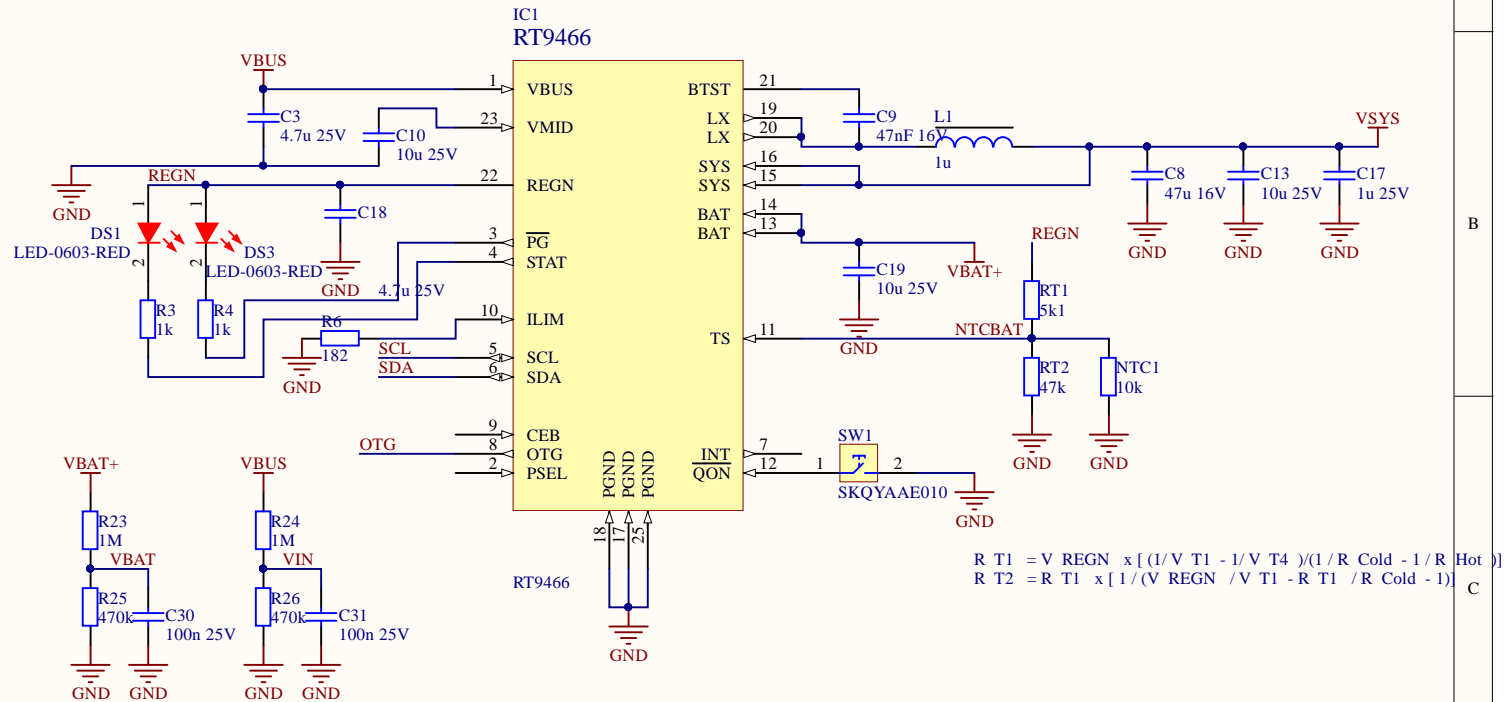 IC1
RT9466
VBUS
1
VBUS
BTST
21
C3
4.7u 25V
23
VMID
C10
10u 25V
LX
19
LX
20
C9
47nF 16V
L1
1u
VSYS
GND
REGN
22
REGN
SYS
16
SYS
15
C8
47u 16V
C13
10u 25V
C17
1u 25V
GND
GND
GND
1
1
DS1
LED-0603-RED
2
DS3
LED-0603-RED
2
C18
4.7u 25V
GND
3
PG
4
STAT
BAT
14
BAT
13
C19
10u 25V
VBAT+
GND
B
REGN
RT1
5k1
R3
1k
R4
1k
10
ILIM
R6
182
GND
TS
11
NTCBAT
RT2
47k
NTC1
10k
GND
GND
SCL
5
SCL
SDA
6
SDA
9
CEB
OTG
8
OTG
2
PSEL
INT
7
QON
12
SW1
1
2
SKQYAAE010
GND
PGND
PGND
PGND
18
17
25
RT9466
GND
VBAT+
R23
1M
VBAT
R25
470k
C30
100n 25V
GND
GND
VBUS
R24
1M
VIN
R26
470k
C31
100n 25V
GND
GND
R T1 = V REGN x [ (1/ V T1 - 1/ V T4 )/(1 / R Cold - 1 / R Hot )]
R T2 = R T1 x [ 1 / (V REGN / V T1 - R T1 / R Cold - 1)]
C